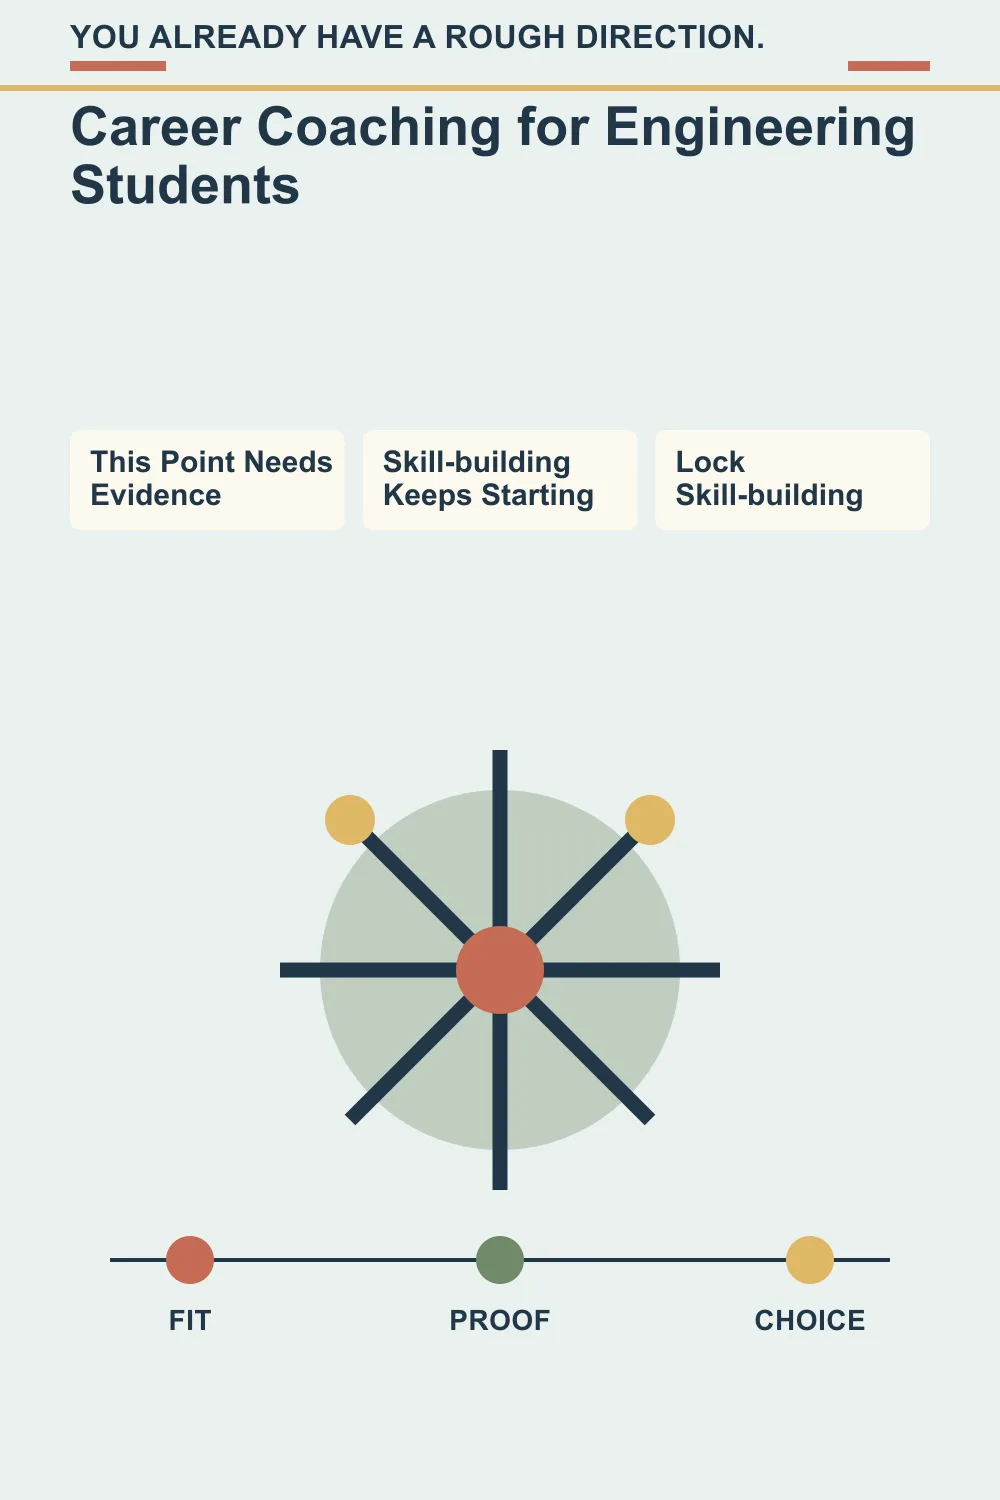 YOU ALREADY HAVE A ROUGH DIRECTION.
Career Coaching for Engineering
Students
This Point Needs
Evidence
Skill-building
Keeps Starting
Lock
Skill-building
FIT
PROOF
CHOICE